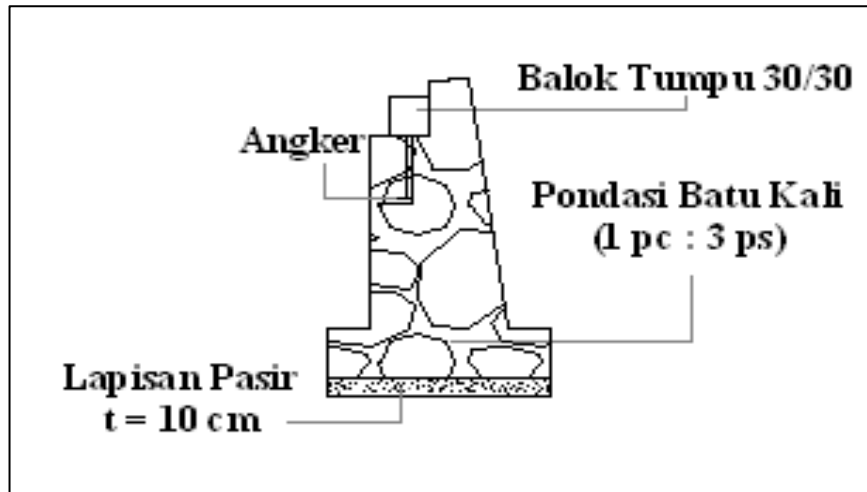 Balok Tumpu 30/30
Angker
Pondasi Batu Kali
(1 pc : 3 ps)
Lapisan Pasir
t = 10 cm